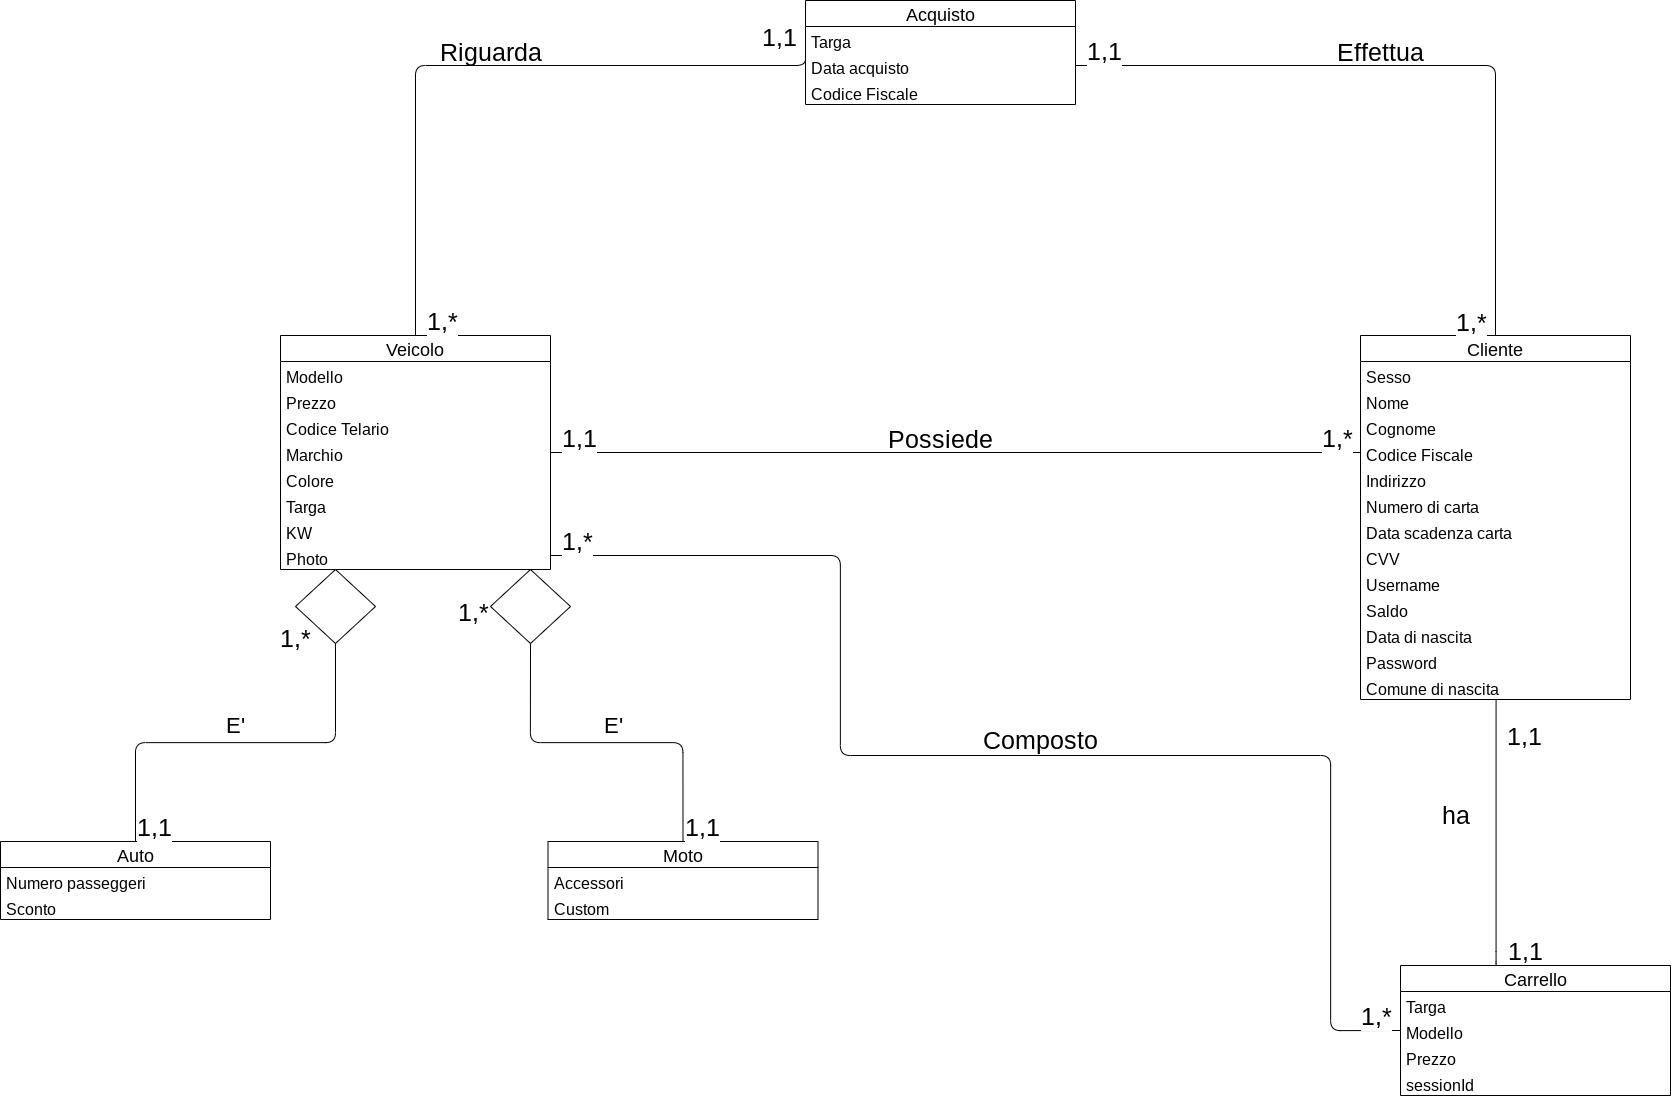 Acquisto
Targa
Data acquisto
Codice Fiscale
Riguarda
1,1
1,1
Effettua
1,*
1,*
Veicolo
Modello
Prezzo
Codice Telario
Marchio
Colore
Targa
KW
Photo
1,1
Possiede
1,*
Cliente
Sesso
Nome
Cognome
Codice Fiscale
Indirizzo
Numero di carta
Data scadenza carta
CVV
Username
Saldo
Data di nascita
Password
Comune di nascita
1,*
1,*
1,*
E'
E'
Composto
1,1
ha
1,1
1,1
Auto
Numero passeggeri
Sconto
Moto
Accessori
Custom
1,1
1,*
Carrello
Targa
Modello
Prezzo
sessionId